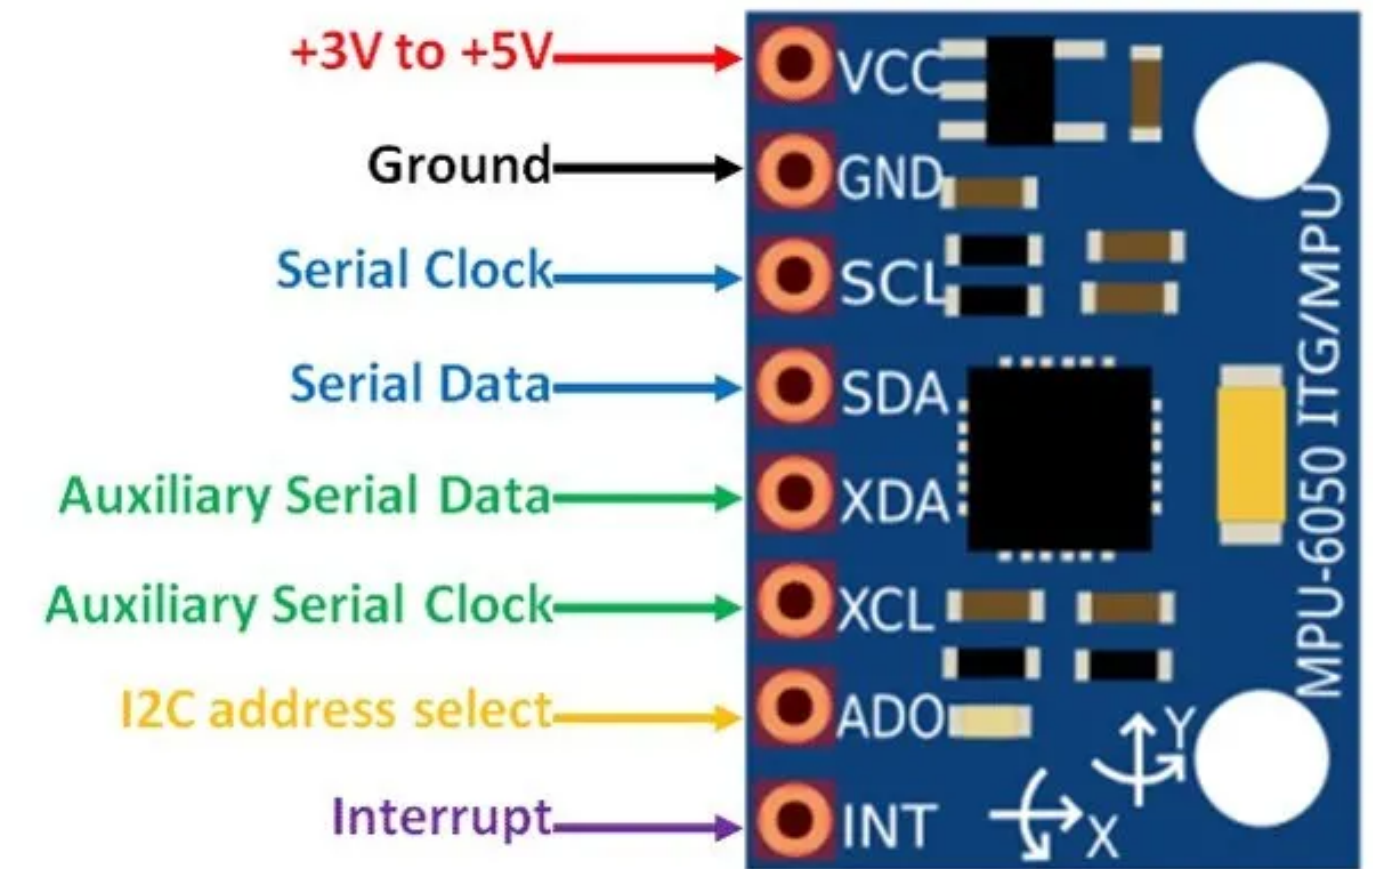 +3V to +5V
VCC
Ground
GND
Serial Clock
SCL
Serial Data
SDA
Auxiliary Serial Data
XDA
Auxiliary Serial Clock
XCL
I2C address select
ADO
Interrupt
INT
MPU-6050 ITG/MPU
Y
X